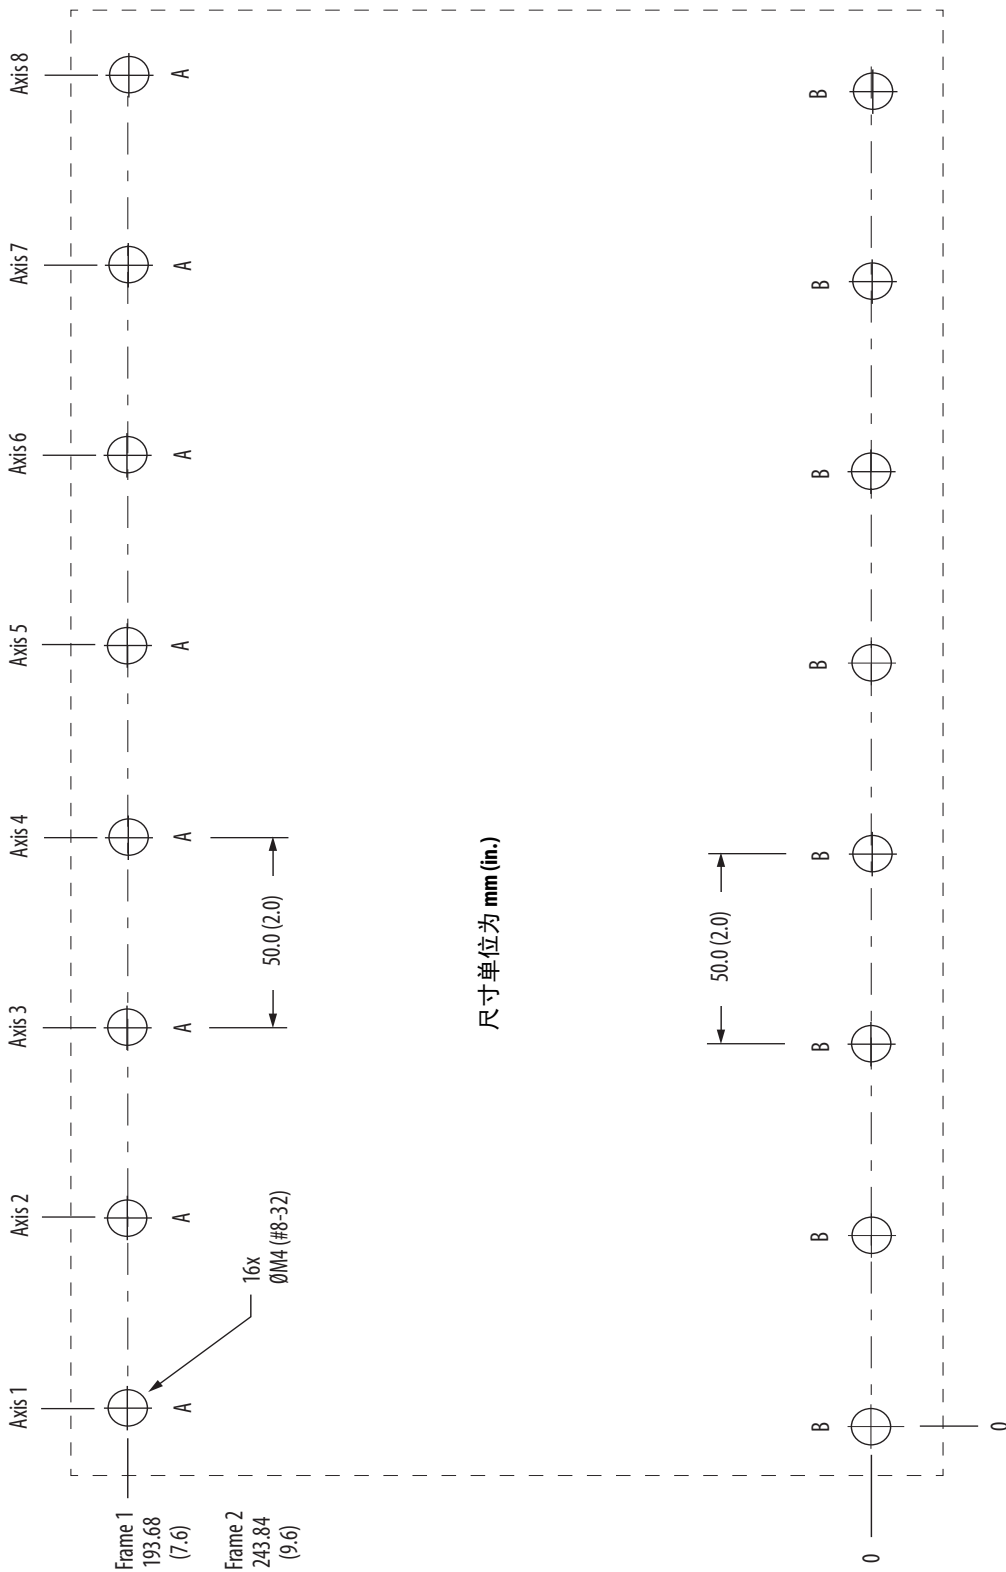 Axis 1
Axis 2
Axis 3
Axis 4
Axis 5
Axis 6
Axis 7
Axis 8
Frame 1
193.68
(7.6)
A
A
A
A
A
A
A
A
Frame 2
243.84
(9.6)
16x
ØM4 (#8-32)
50.0 (2.0)
尺寸单位为 mm (in.)
50.0 (2.0)
B
B
B
B
B
B
B
B
0
0